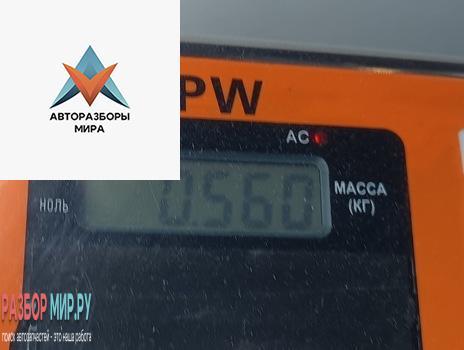 АВТОРАЗБОРЫ
МИРА
PW
AC
НОЛЬ
0.560
МАССА
(КГ)
РАЗБОР МИР.РУ
поиск автозапчастей - это наша работа